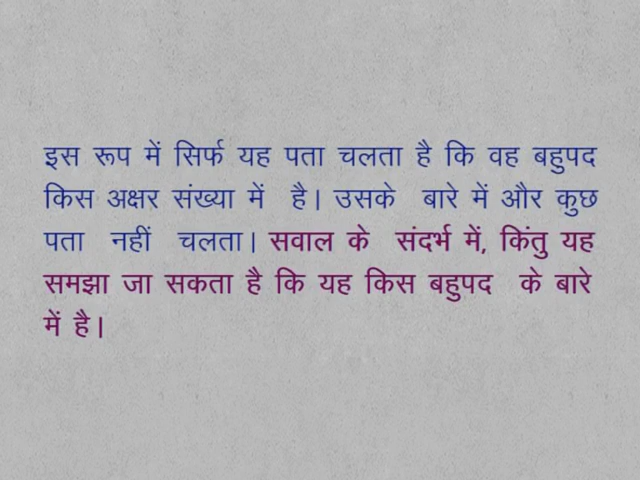 इस रूप में सिर्फ यह पता चलता है कि वह बहुपद
किस अक्षर संख्या में है। उसके बारे में और कुछ
पता नहीं चलता। सवाल के संदर्भ में, किंतु यह
समझा जा सकता है कि यह किस बहुपद के बारे
में है।